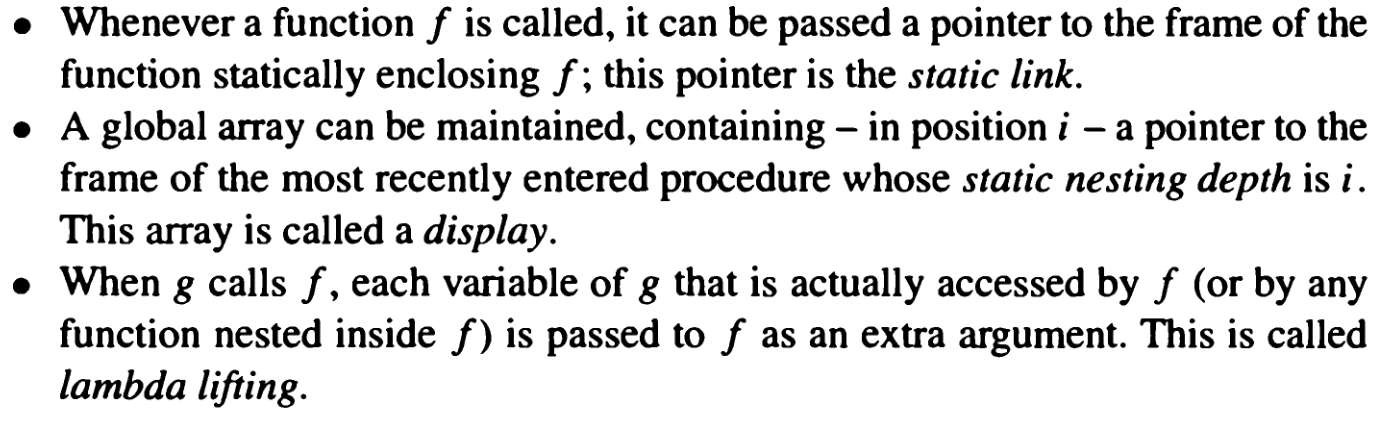 • Whenever a function f is called, it can be passed a pointer to the frame of the
function statically enclosing f; this pointer is the static link.
• A global array can be maintained, containing – in position i – a pointer to the
frame of the most recently entered procedure whose static nesting depth is i.
This array is called a display.
• When g calls f, each variable of g that is actually accessed by f (or by any
function nested inside f) is passed to f as an extra argument. This is called
lambda lifting.